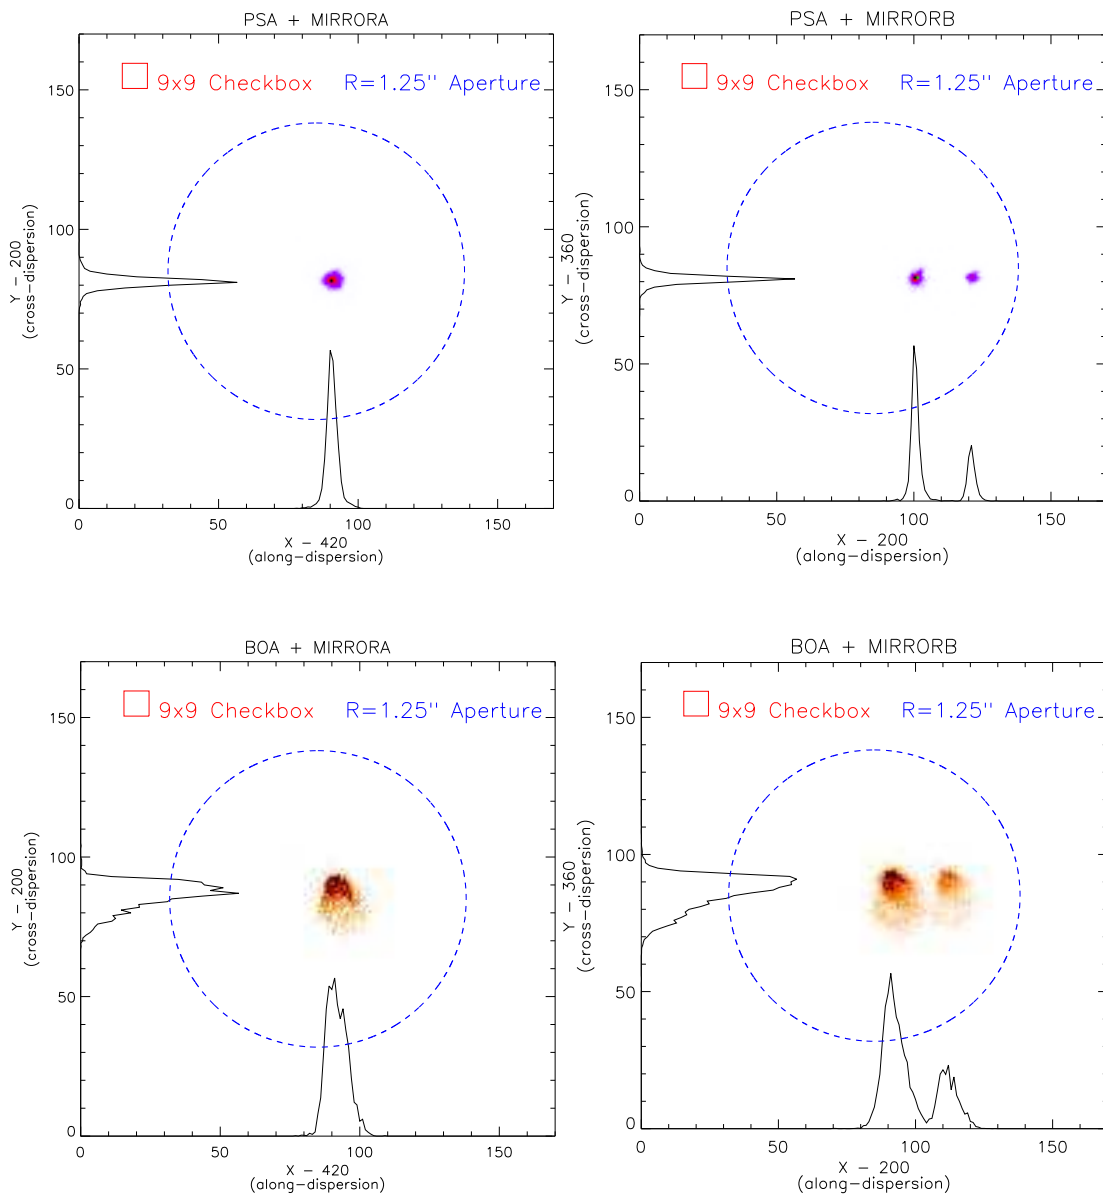 PSA + MIRRORA
9x9 Checkbox R=1.25" Aperture
150
100
50
0
Y - 200
(cross-dispersion)
0 50 100 150
X - 420
(along-dispersion)
PSA + MIRRORB
9x9 Checkbox R=1.25" Aperture
150
100
50
0
Y - 360
(cross-dispersion)
0 50 100 150
X - 200
(along-dispersion)
BOA + MIRRORA
9x9 Checkbox R=1.25" Aperture
150
100
50
0
Y - 200
(cross-dispersion)
0 50 100 150
X - 420
(along-dispersion)
BOA + MIRRORB
9x9 Checkbox R=1.25" Aperture
150
100
50
0
Y - 360
(cross-dispersion)
0 50 100 150
X - 200
(along-dispersion)